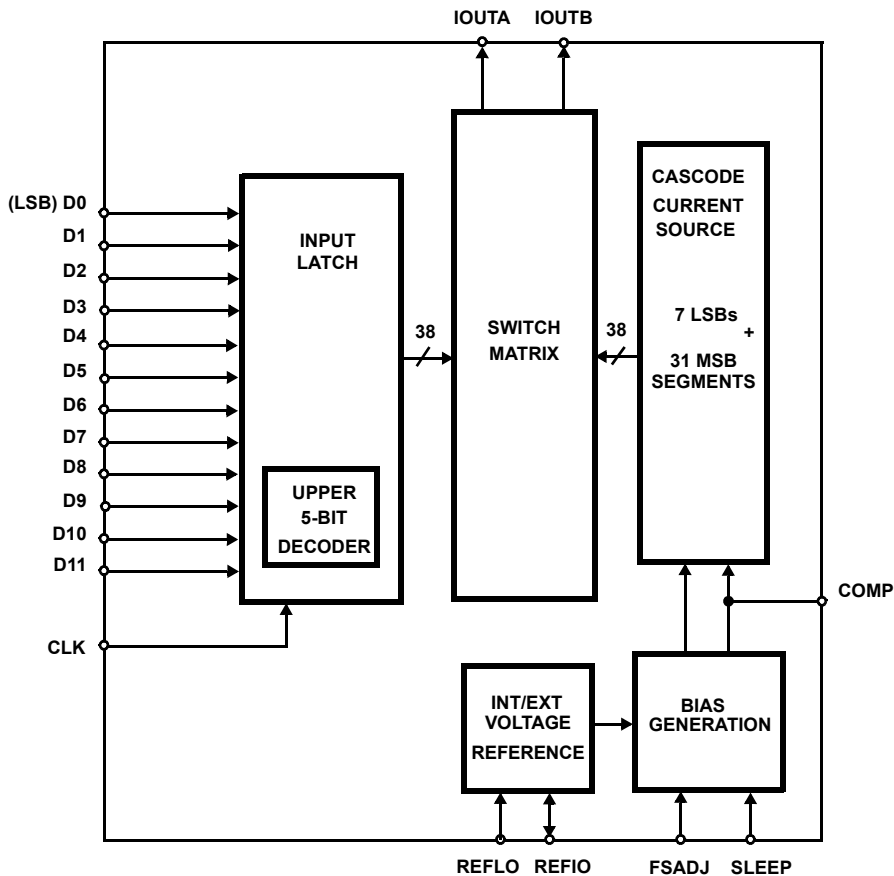 IOUTA IOUTB
(LSB) D0
D1
D2
D3
D4
D5
D6
D7
D8
D9
D10
D11
CLK
INPUT
LATCH
UPPER
5-BIT
DECODER
38
SWITCH
MATRIX
38
CASCODE
CURRENT
SOURCE
7 LSBs
+
31 MSB
SEGMENTS
COMP
INT/EXT
VOLTAGE
REFERENCE
BIAS
GENERATION
REFLO REFIO FSADJ SLEEP